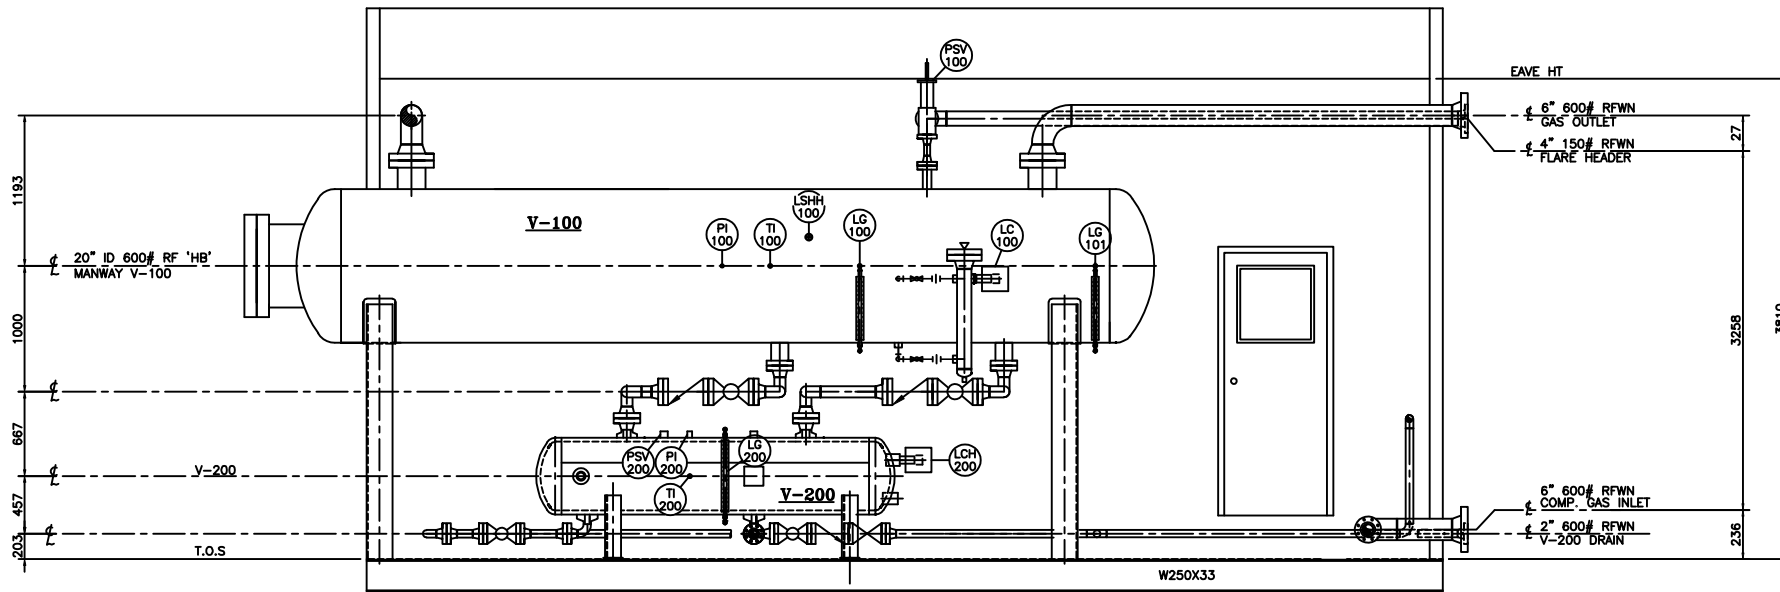 PSV
100
EAVE HT
℄ 6" 600# RFWN
GAS OUTLET
27
℄ 4" 150# RFWN
FLARE HEADER
1193
V-100
LSHH
100
PI
100
TI
100
LG
100
LC
100
LG
101
℄ 20" ID 600# RF 'HB'
MANWAY V-100
1000
3258
3810
℄
667
PSV
200
PI
200
LG
200
LCH
200
℄ V-200
TI
200
V-200
457
6" 600# RFWN
℄ COMP. GAS INLET
℄ 2" 600# RFWN
V-200 DRAIN
236
℄
203
T.O.S
W250X33